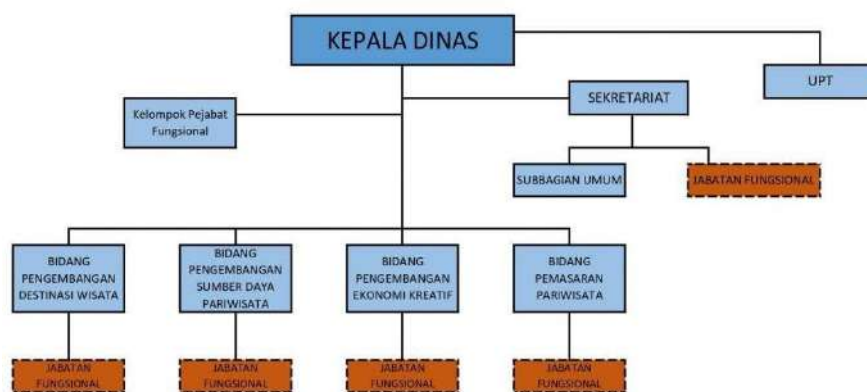 KEPALA DINAS
UPT
SEKRETARIAT
Kelompok Pejabat
Fungsional
SUBBAGIAN UMUM
JABATAN FUNGSIONAL
BIDANG
PENGEMBANGAN
DESTINASI WISATA
BIDANG
PENGEMBANGAN
SUMBER DAYA
PARIWISATA
BIDANG
PENGEMBANGAN
EKONOMI KREATIF
BIDANG
PEMASARAN
PARIWISATA
JABATAN
FUNGSIONAL
JABATAN
FUNGSIONAL
JABATAN
FUNGSIONAL
JABATAN
FUNGSIONAL